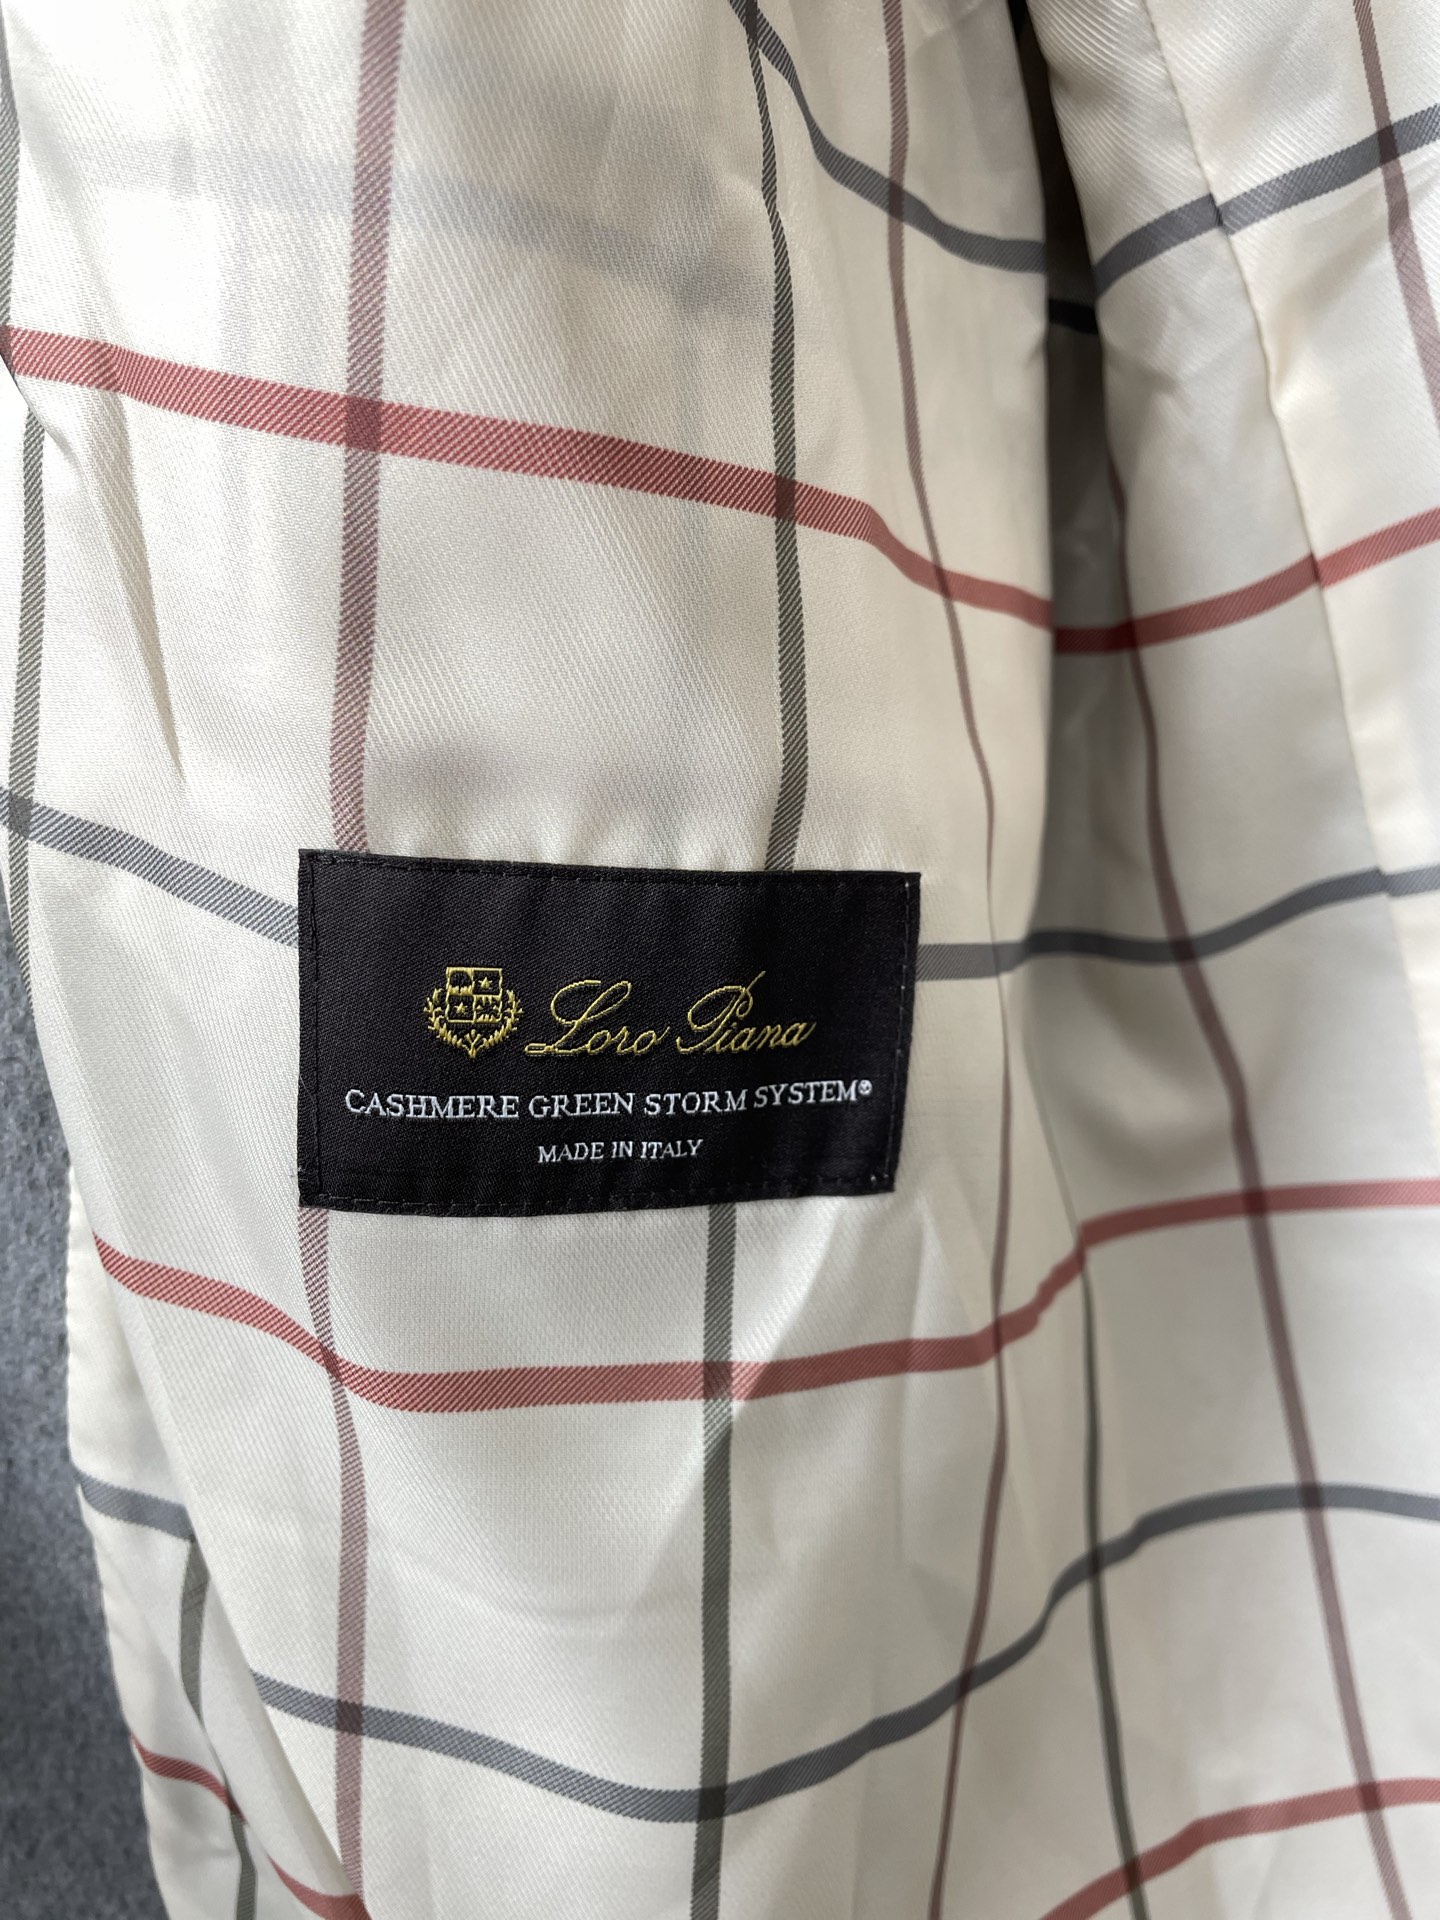 Loro Piana
CASHMERE GREEN STORM SYSTEM®
MADE IN ITALY